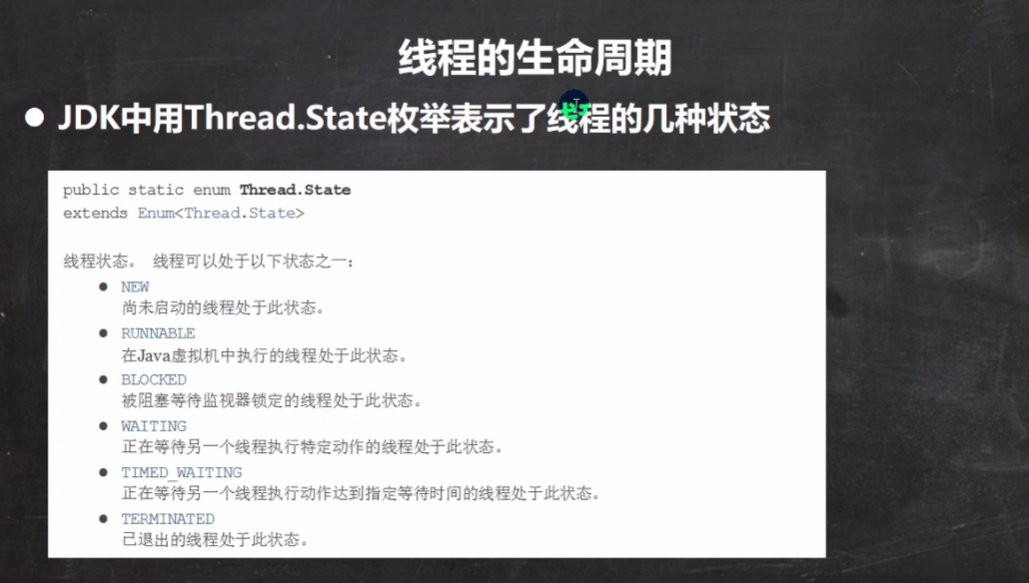 线程的生命周期
● JDK中用Thread.State枚举表示了线程的几种状态
public static enum Thread.State
extends Enum<Thread.State>
线程状态。 线程可以处于以下状态之一：
● NEW
尚未启动的线程处于此状态。
● RUNNABLE
在Java虚拟机中执行的线程处于此状态。
● BLOCKED
被阻塞等待监视器锁定的线程处于此状态。
● WAITING
正在等待另一个线程执行特定动作的线程处于此状态。
● TIMED_WAITING
正在等待另一个线程执行动作达到指定等待时间的线程处于此状态。
● TERMINATED
已退出的线程处于此状态。